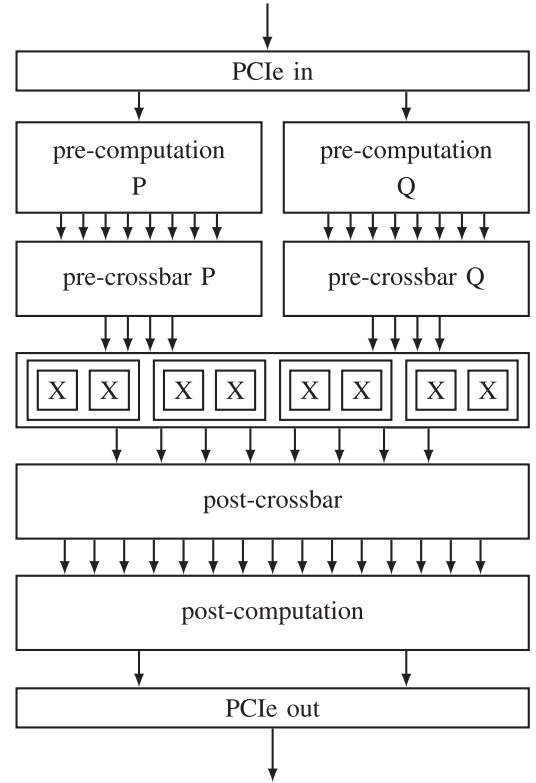 PCIe in
pre-computation
P
pre-computation
Q
pre-crossbar P
pre-crossbar Q
X X X X X X X X
post-crossbar
post-computation
PCIe out